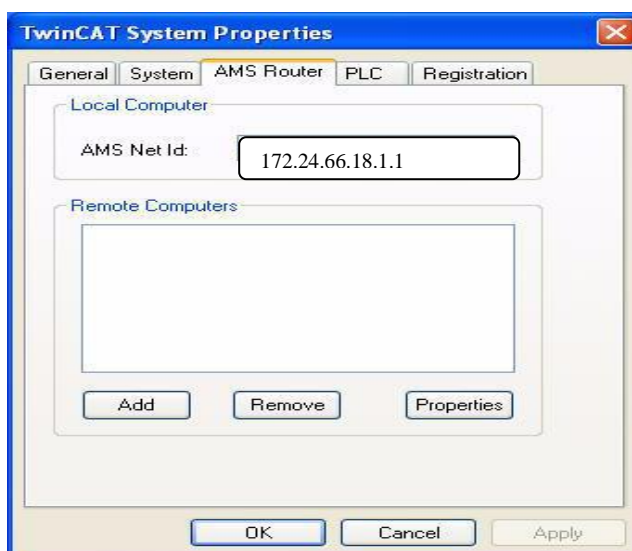 TwinCAT System Properties
General System AMS Router PLC Registration
Local Computer
AMS Net Id: 172.24.66.18.1.1
Remote Computers
Add Remove Properties
OK Cancel Apply